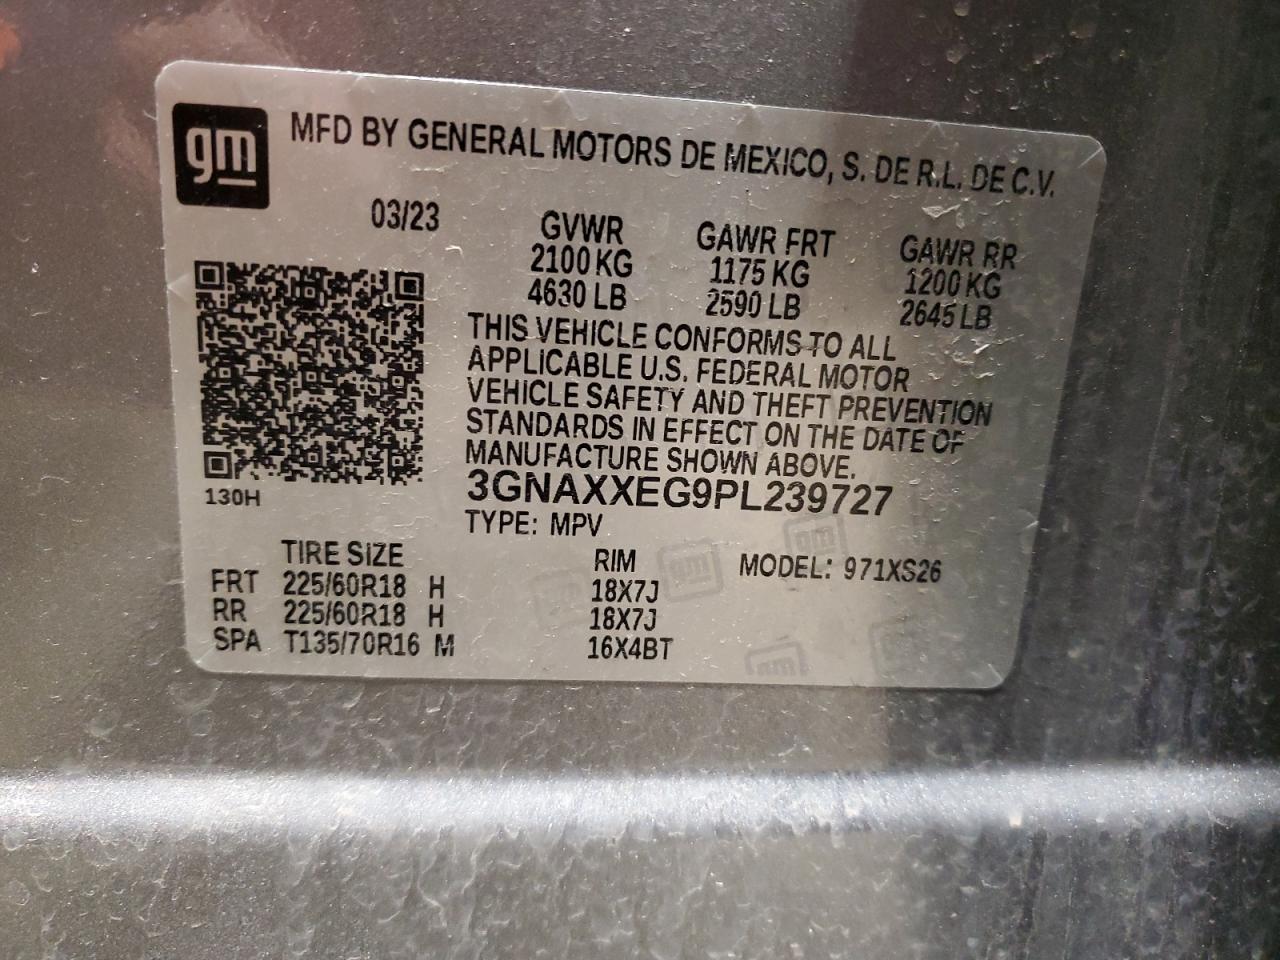 gm
MFD BY GENERAL MOTORS DE MEXICO, S. DE R.L. DE C.V.
03/23
GVWR GAWR FRT GAWR RR
2100 KG 1175 KG 1200 KG
4630 LB 2590 LB 2645 LB
THIS VEHICLE CONFORMS TO ALL
APPLICABLE U.S. FEDERAL MOTOR
VEHICLE SAFETY AND THEFT PREVENTION
STANDARDS IN EFFECT ON THE DATE OF
MANUFACTURE SHOWN ABOVE.
3GNAXXEG9PL239727
130H
TYPE: MPV
TIRE SIZE RIM MODEL: 971XS26
FRT 225/60R18 H 18X7J
RR 225/60R18 H 18X7J
SPA T135/70R16 M 16X4BT
gm
gm
gm